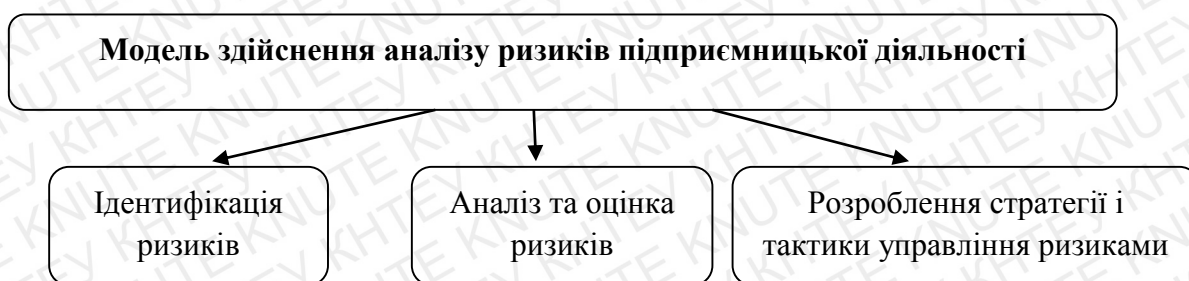 Модель здійснення аналізу ризиків підприємницької діяльності
Ідентифікація
ризиків
Аналіз та оцінка
ризиків
Розроблення стратегії і
тактики управління ризиками